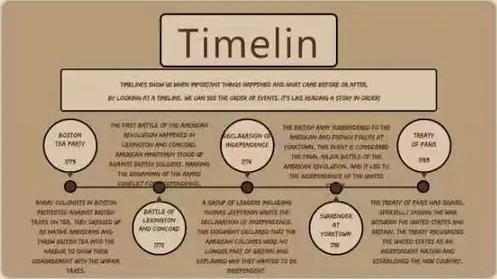 Timelin
TIMELINES SHOW US WHEN IMPORTANT THINGS HAPPENED AND WHAT CAME BEFORE OR AFTER.
BY LOOKING AT A TIMELINE, WE CAN SEE THE ORDER OF EVENTS. IT'S LIKE READING A STORY IN ORDER!
BOSTON
TEA PARTY
1773
ANGRY COLONISTS IN BOSTON
PROTESTED AGAINST BRITISH
TAXES ON TEA. THEY DRESSED UP
AS NATIVE AMERICANS AND
THREW BRITISH TEA INTO THE
HARBOR TO SHOW THEIR
DISAGREEMENT WITH THE UNFAIR
TAXES.
THE FIRST BATTLE OF THE AMERICAN
REVOLUTION HAPPENED IN
LEXINGTON AND CONCORD.
AMERICAN MINUTEMEN STOOD UP
AGAINST BRITISH SOLDIERS, MARKING
THE BEGINNING OF THE ARMED
CONFLICT FOR INDEPENDENCE.
BATTLE OF
LEXINGTON
AND CONCORD
1775
DECLARATION OF
INDEPENDENCE
1776
A GROUP OF LEADERS INCLUDING
THOMAS JEFFERSON WROTE THE
DECLARATION OF INDEPENDENCE.
THIS DOCUMENT DECLARED THAT THE
AMERICAN COLONIES WERE NO
LONGER PART OF BRITAIN AND
EXPLAINED WHY THEY WANTED TO BE
INDEPENDENT.
THE BRITISH ARMY SURRENDERED TO THE
AMERICAN AND FRENCH FORCES AT
YORKTOWN. THIS EVENT IS CONSIDERED
THE FINAL MAJOR BATTLE OF THE
AMERICAN REVOLUTION, AND IT LED TO
THE INDEPENDENCE OF THE UNITED
SURRENDER
AT
YORKTOWN
1781
TREATY
OF PARIS
1783
THE TREATY OF PARIS WAS SIGNED,
OFFICIALLY ENDING THE WAR
BETWEEN THE UNITED STATES AND
BRITAIN. THE TREATY RECOGNIZED
THE UNITED STATES AS AN
INDEPENDENT NATION AND
ESTABLISHED THE NEW COUNTRY.